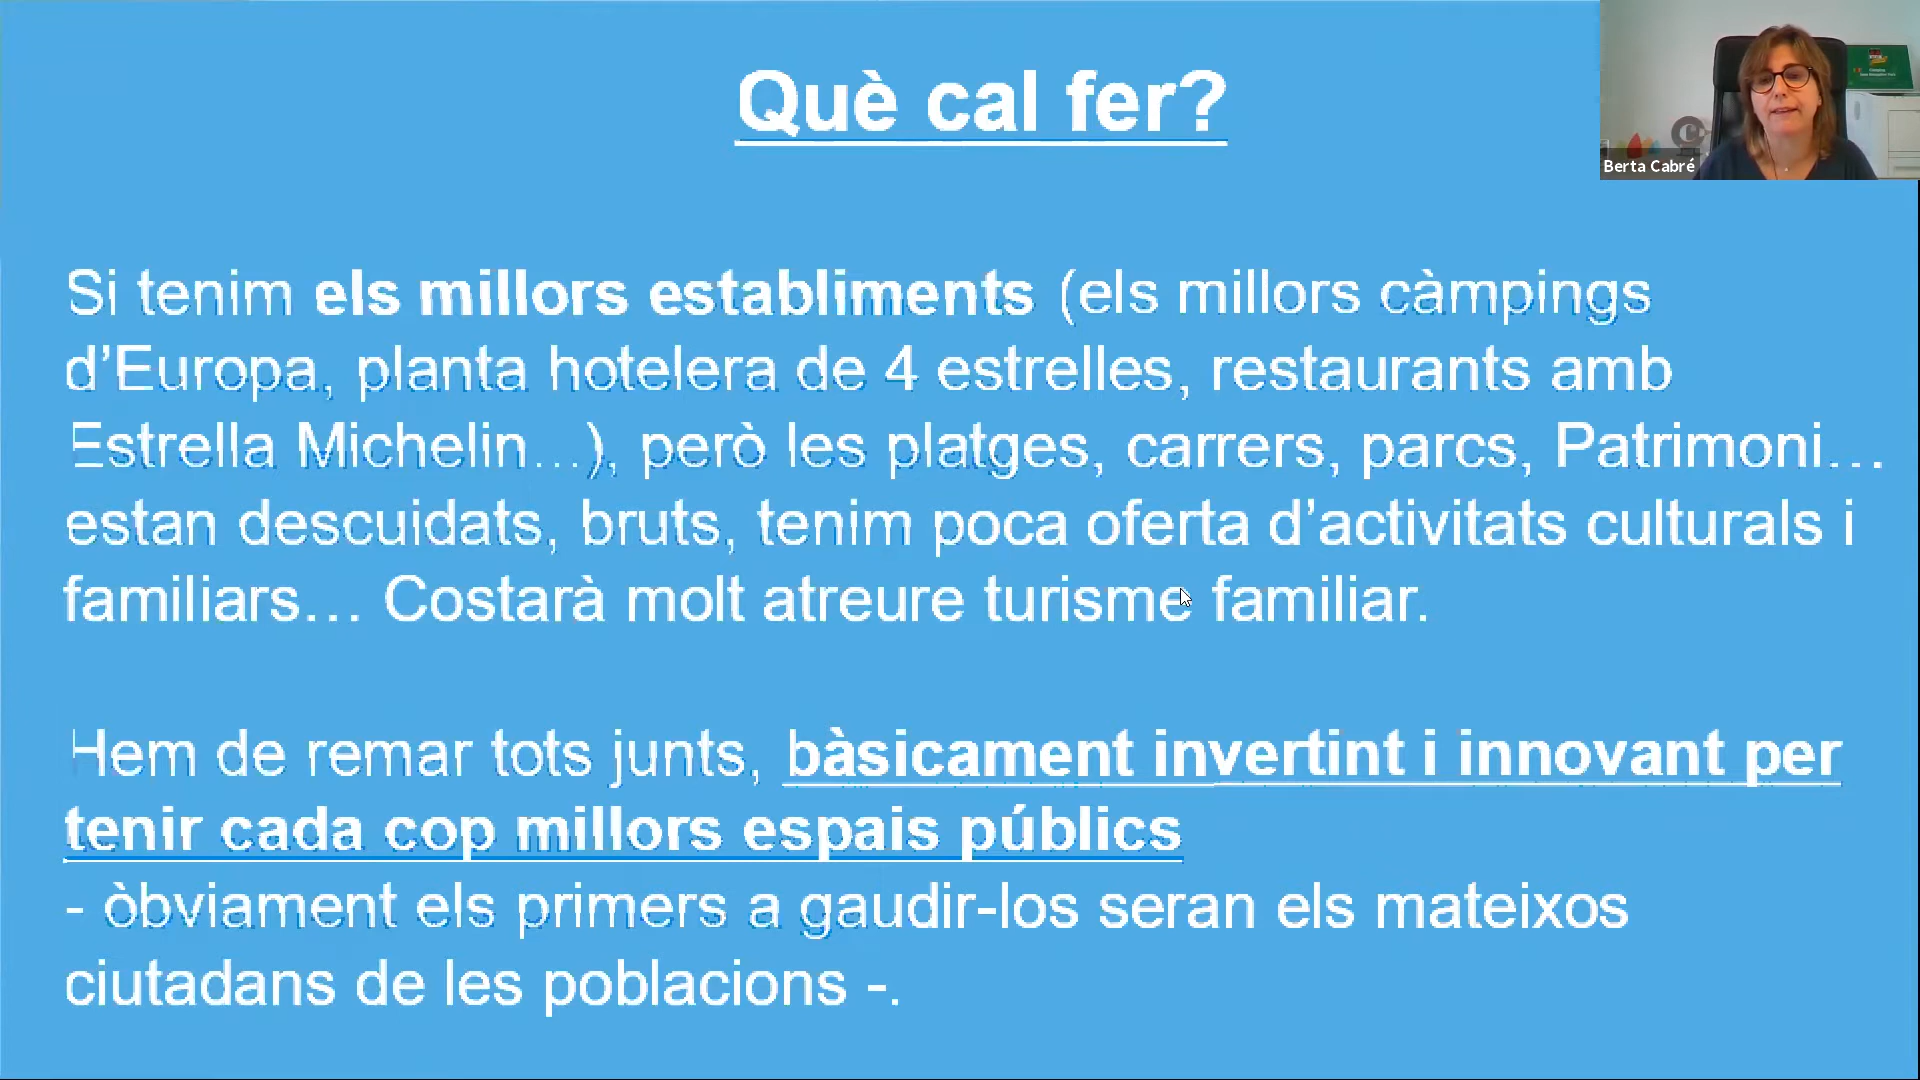 Què cal fer?
Berta Cabré
Si tenim els millors establiments (els millors càmpings
d’Europa, planta hotelera de 4 estrelles, restaurants amb
Estrella Michelin…), però les platges, carrers, parcs, Patrimoni…
estan descuidats, bruts, tenim poca oferta d’activitats culturals i
familiars… Costarà molt atreure turisme familiar.
Hem de remar tots junts, bàsicament invertint i innovant per
tenir cada cop millors espais públics
- òbviament els primers a gaudir-los seran els mateixos
ciutadans de les poblacions -.